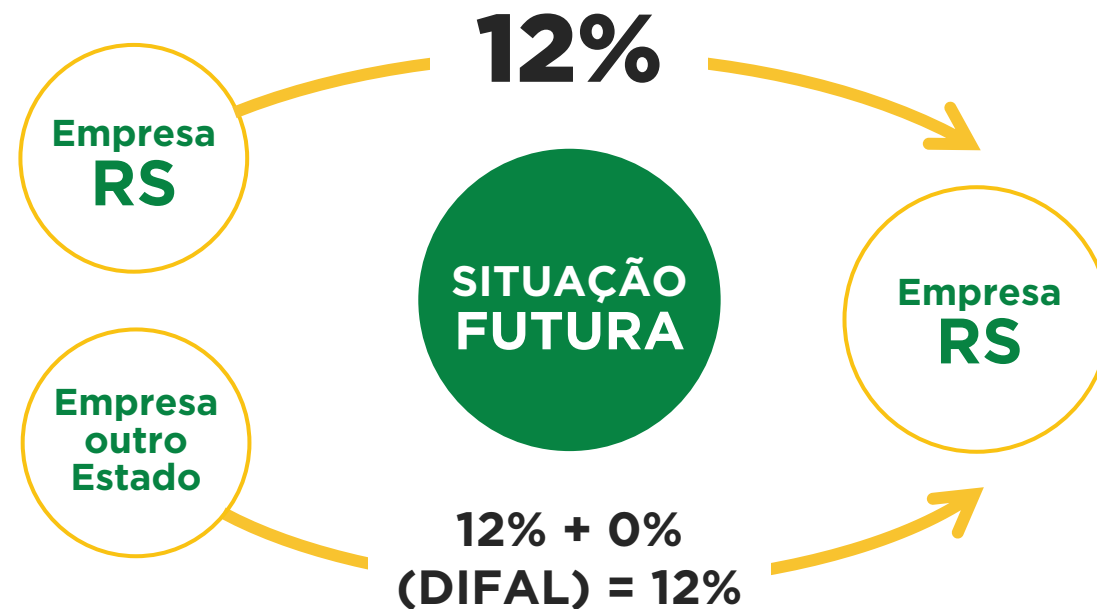 12%
Empresa
RS
SITUAÇÃO
FUTURA
Empresa
RS
Empresa
outro
Estado
12% + 0%
(DIFAL) = 12%